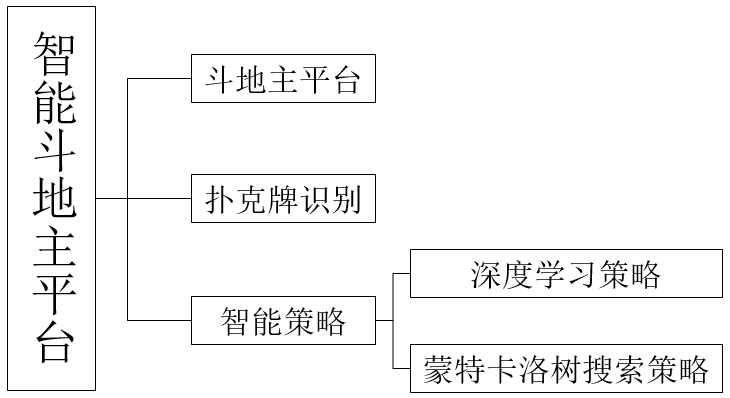 智能斗地主平台
斗地主平台
扑克牌识别
智能策略
深度学习策略
蒙特卡洛树搜索策略